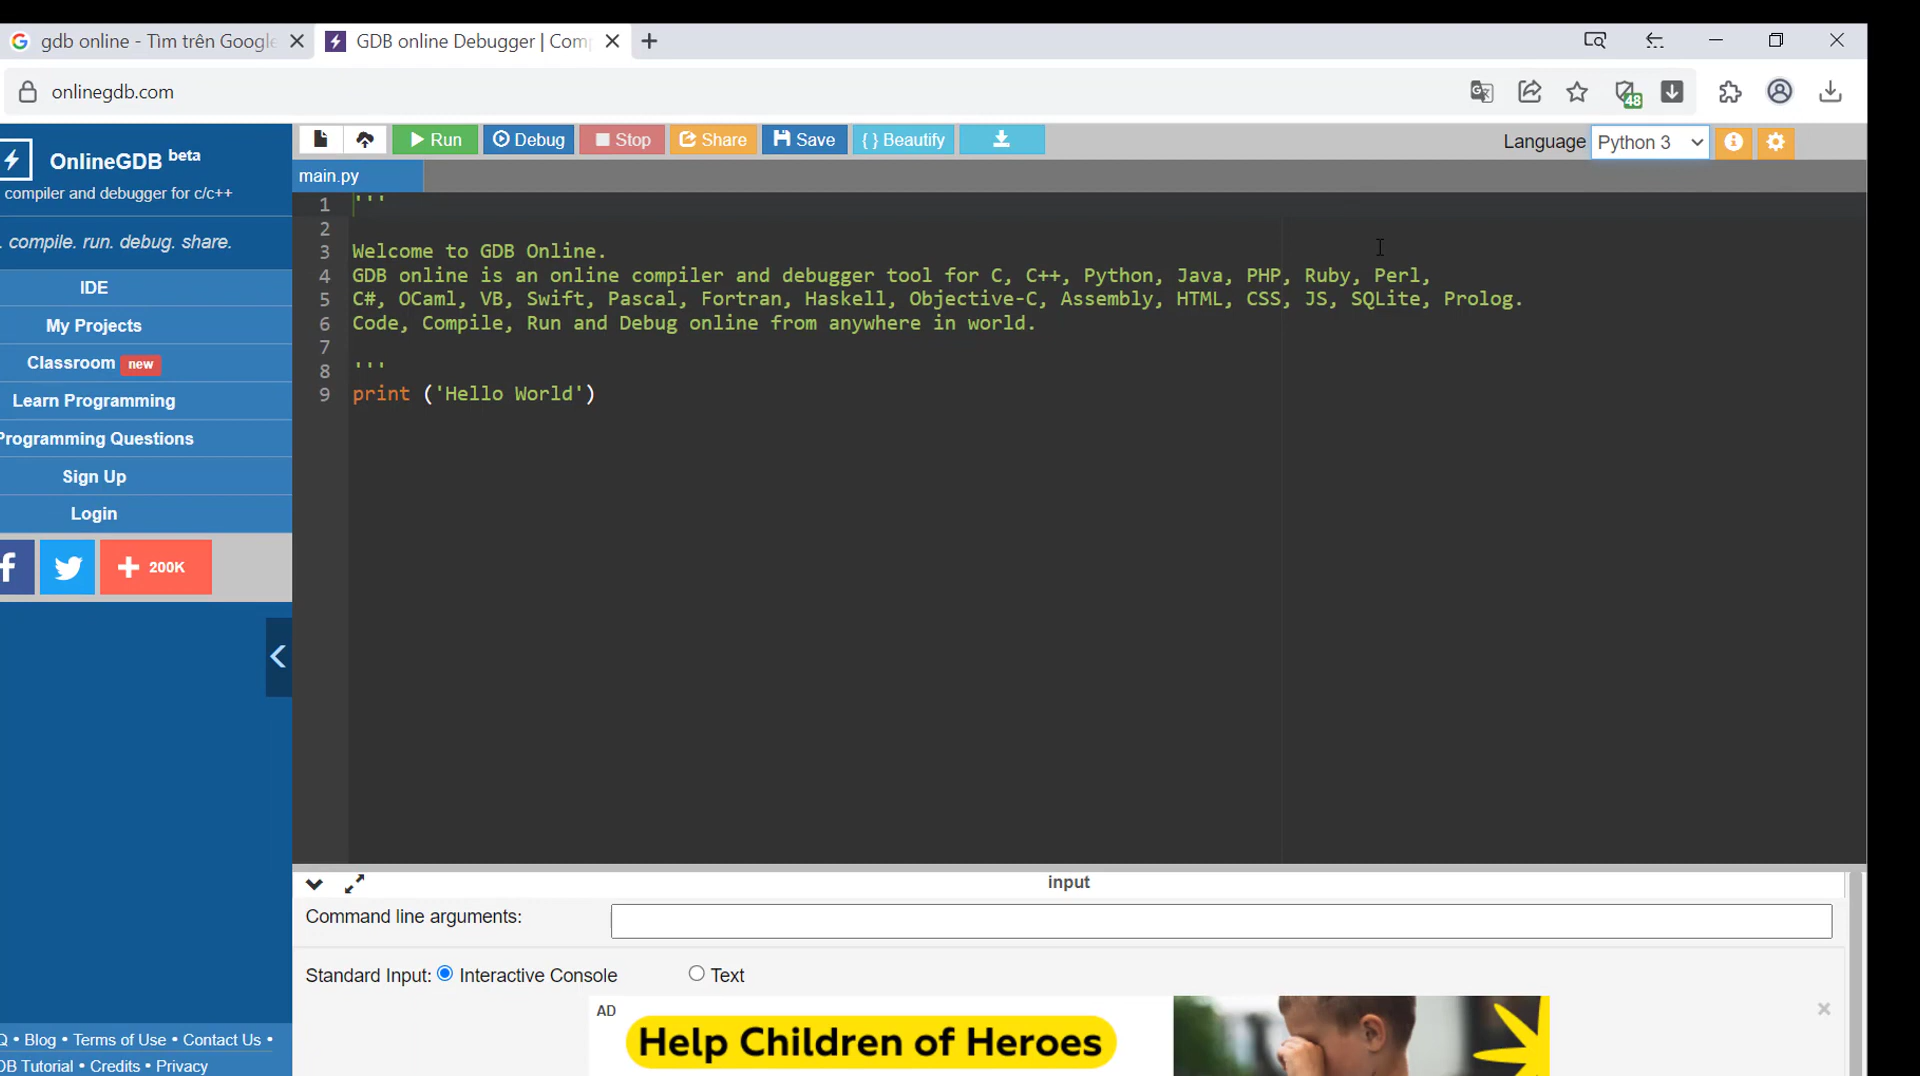 gdb online - Tìm trên Google
GDB online Debugger | Com
onlinegdb.com
48
OnlineGDB beta
compiler and debugger for c/c++
. compile. run. debug. share.
IDE
My Projects
Classroom new
Learn Programming
Programming Questions
Sign Up
Login
200K
Q • Blog • Terms of Use • Contact Us •
DB Tutorial • Credits • Privacy
Run Debug Stop Share Save { } Beautify
Language Python 3
main.py
1 '''
2
3 Welcome to GDB Online.
4 GDB online is an online compiler and debugger tool for C, C++, Python, Java, PHP, Ruby, Perl,
5 C#, OCaml, VB, Swift, Pascal, Fortran, Haskell, Objective-C, Assembly, HTML, CSS, JS, SQLite, Prolog.
6 Code, Compile, Run and Debug online from anywhere in world.
7
8 '''
9 print ('Hello World')
input
Command line arguments:
Standard Input: Interactive Console Text
AD
Help Children of Heroes